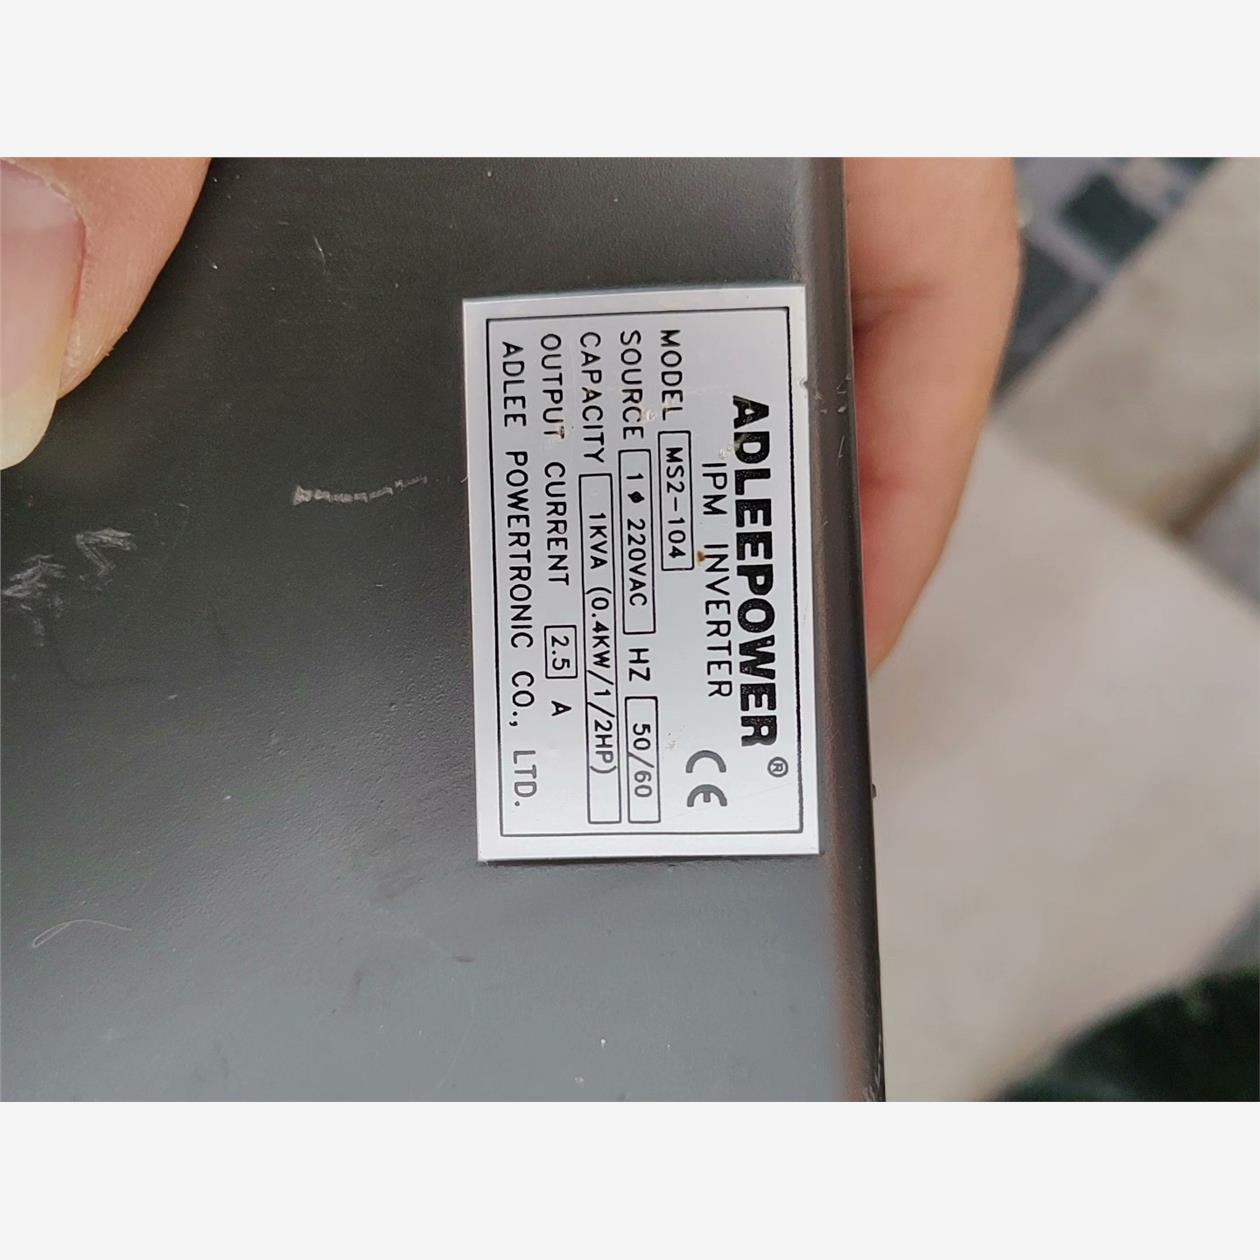 ADLEEPOWER®
IPM INVERTER CE
MODEL MS2-104
SOURCE 1ϕ 220VAC HZ 50/60
CAPACITY 1KVA (0.4KW/1/2HP)
OUTPUT CURRENT 2.5 A
ADLEE POWERTRONIC CO., LTD.